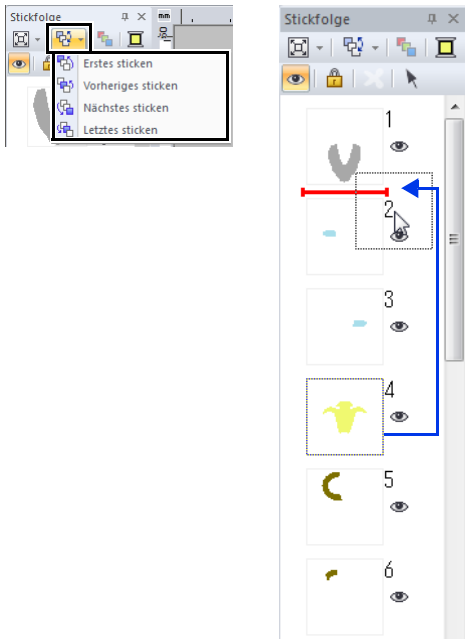 Stickfolge
mm
Erstes sticken
Vorheriges sticken
Nächstes sticken
Letztes sticken
Stickfolge
1
2
3
4
5
6